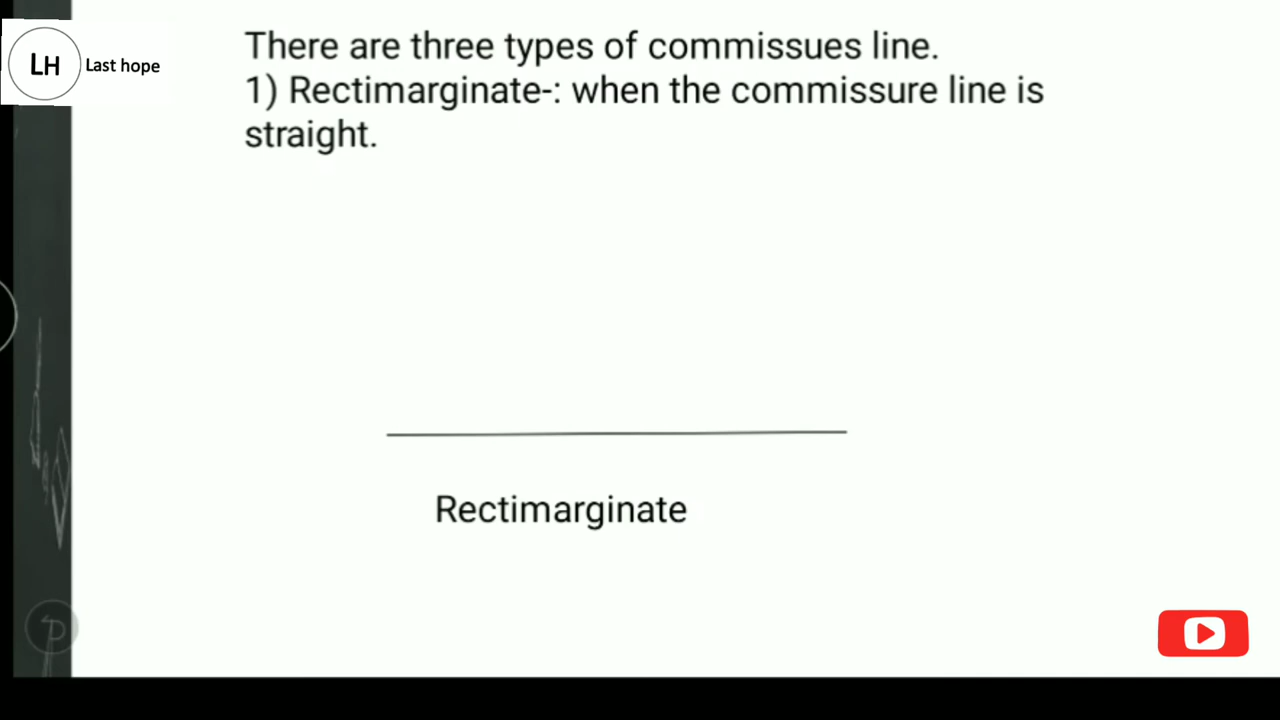 LH Last hope
There are three types of commissues line.
1) Rectimarginate-: when the commissure line is
straight.
Rectimarginate